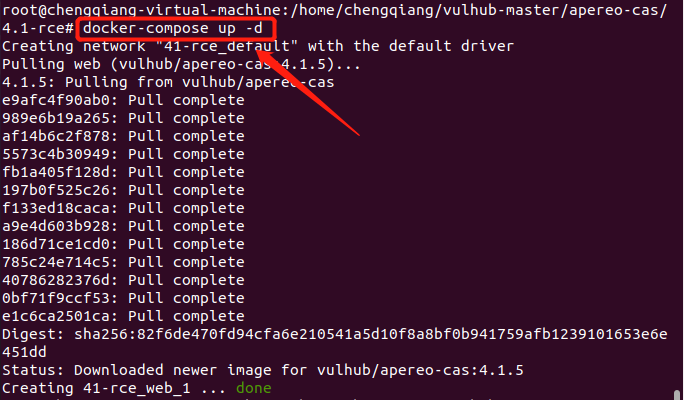 root@chengqiang-virtual-machine:/home/chengqiang/vulhub-master/apereo-cas/
4.1-rce# docker-compose up -d
Creating network "41-rce_default" with the default driver
Pulling web (vulhub/apereo-cas:4.1.5)...
4.1.5: Pulling from vulhub/apereo-cas
e9afc4f90ab0: Pull complete
989e6b19a265: Pull complete
af14b6c2f878: Pull complete
5573c4b30949: Pull complete
fb1a405f128d: Pull complete
197b0f525c26: Pull complete
f133ed18caca: Pull complete
a9e4d603b928: Pull complete
186d71ce1cd0: Pull complete
785c24e714c5: Pull complete
40786282376d: Pull complete
0bf71f9ccf53: Pull complete
e1c6ca2501ca: Pull complete
Digest: sha256:82f6de470fd94cfa6e210541a5d10f8a8bf0b941759afb1239101653e6e
451dd
Status: Downloaded newer image for vulhub/apereo-cas:4.1.5
Creating 41-rce_web_1 ... done